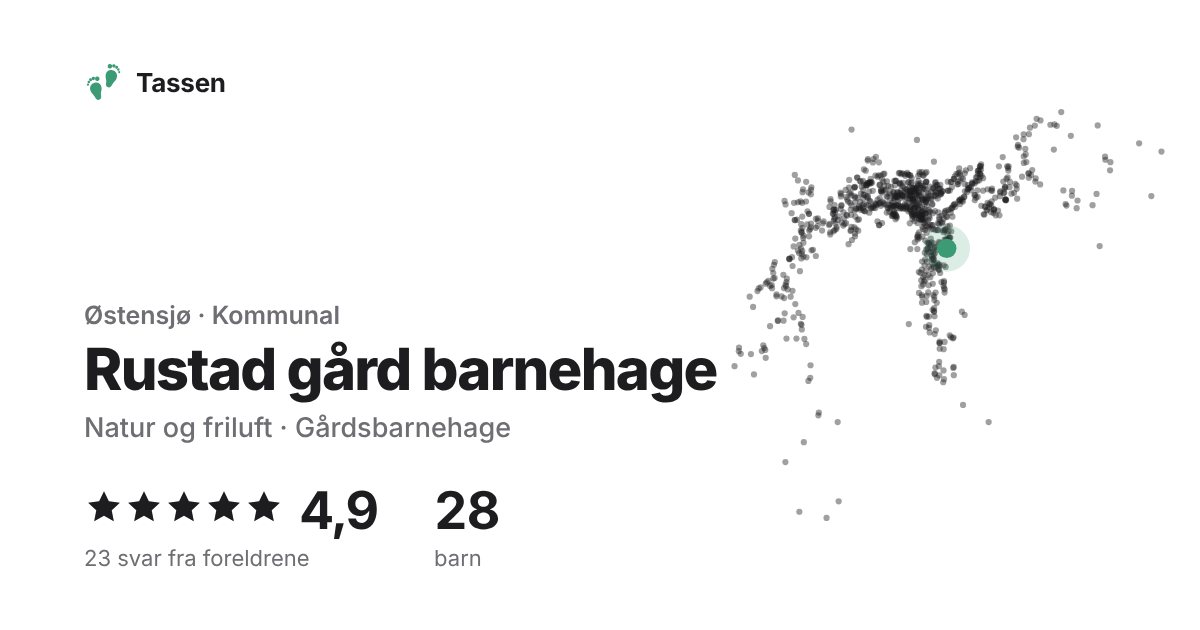 Tassen
Østensjø · Kommunal
Rustad gård barnehage
Natur og friluft · Gårdsbarnehage
4,9
28
23 svar fra foreldrene
barn